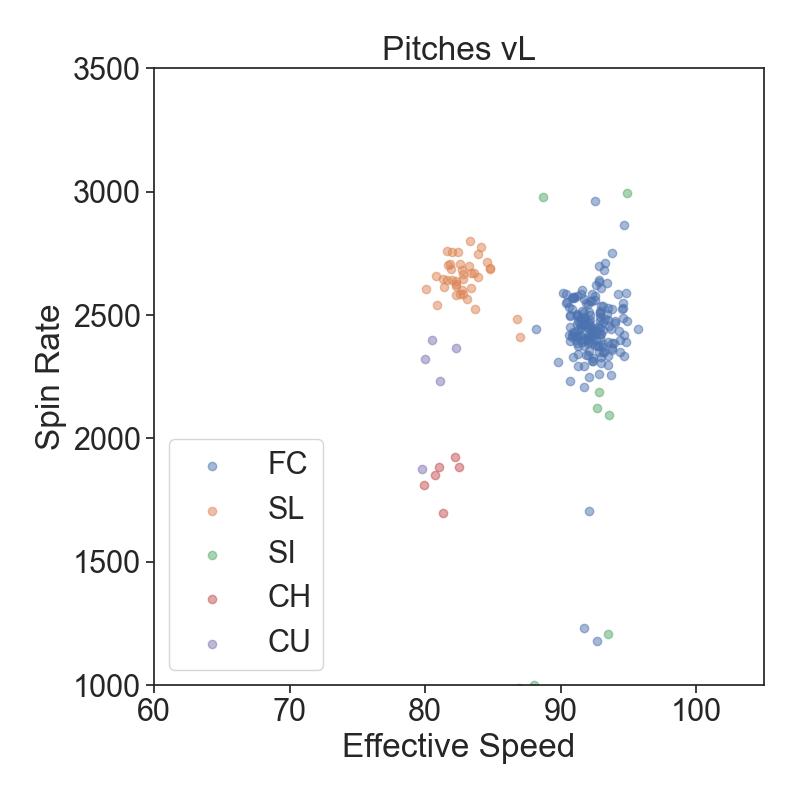 Pitches vL
3500
3000
2500
2000
1500
1000
Spin Rate
FC
SL
SI
CH
CU
60 70 80 90 100
Effective Speed